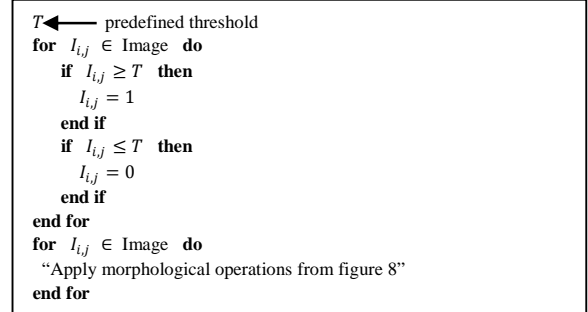 T ← predefined threshold
for I_{i,j} ∈ Image do
if I_{i,j} ≥ T then
I_{i,j} = 1
end if
if I_{i,j} ≤ T then
I_{i,j} = 0
end if
end for
for I_{i,j} ∈ Image do
“Apply morphological operations from figure 8”
end for